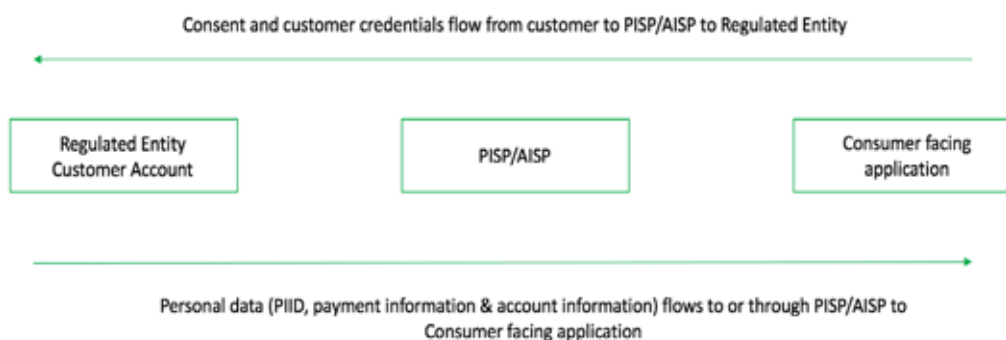 Consent and customer credentials flow from customer to PISP/AISP to Regulated Entity
Regulated Entity
Customer Account
PISP/AISP
Consumer facing
application
Personal data (PIID, payment information & account information) flows to or through PISP/AISP to
Consumer facing application